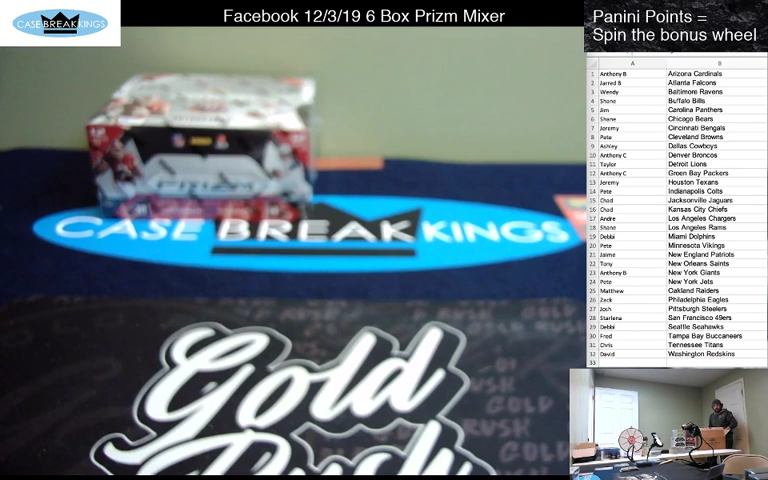 Facebook 12/3/19 6 Box Prizm Mixer
CASE BREAK KINGS
Panini Points =
Spin the bonus wheel
A B
1 Anthony B Arizona Cardinals
2 Jarred B Atlanta Falcons
3 Wendy Baltimore Ravens
4 Shane Buffalo Bills
5 Jim Carolina Panthers
6 Shane Chicago Bears
7 Jeremy Cincinnati Bengals
8 Pete Cleveland Browns
9 Ashley Dallas Cowboys
10 Anthony C Denver Broncos
11 Taylor Detroit Lions
12 Anthony C Green Bay Packers
13 Jeremy Houston Texans
14 Pete Indianapolis Colts
15 Chad Jacksonville Jaguars
16 Chad Kansas City Chiefs
17 Andre Los Angeles Chargers
18 Shane Los Angeles Rams
19 Debbi Miami Dolphins
20 Pete Minnesota Vikings
21 Jaime New England Patriots
22 Tony New Orleans Saints
23 Anthony B New York Giants
24 Pete New York Jets
25 Matthew Oakland Raiders
26 Zack Philadelphia Eagles
27 Josh Pittsburgh Steelers
28 Starlena San Francisco 49ers
29 Debbi Seattle Seahawks
30 Fred Tampa Bay Buccaneers
31 Chris Tennessee Titans
32 David Washington Redskins
33
PRIZM
CASE BREAK KINGS
Gold
Rush
GOLD
RUSH
GOLD